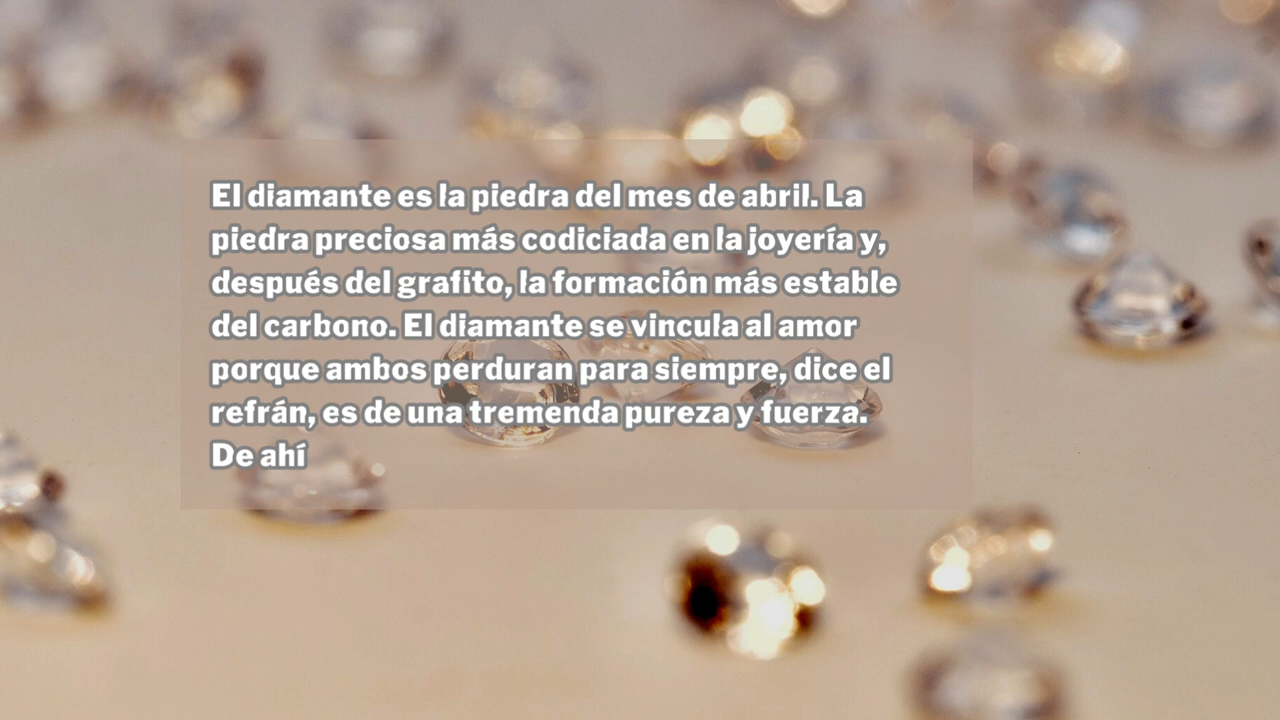 El diamante es la piedra del mes de abril. La
piedra preciosa más codiciada en la joyería y,
después del grafito, la formación más estable
del carbono. El diamante se vincula al amor
porque ambos perduran para siempre, dice el
refrán, es de una tremenda pureza y fuerza.
De ahí